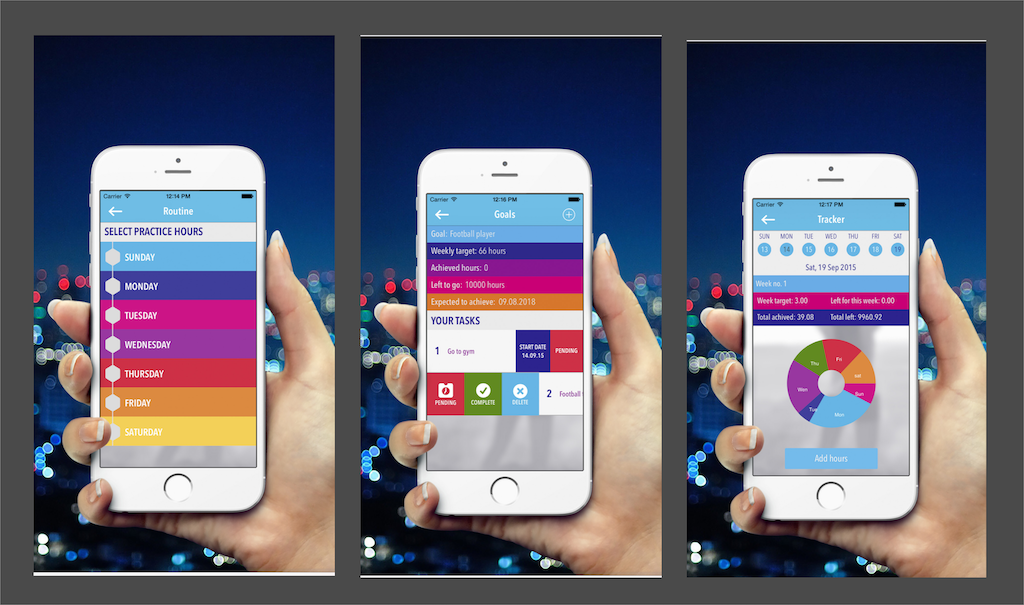 Carrier 12:14 PM
Routine
SELECT PRACTICE HOURS
SUNDAY
MONDAY
TUESDAY
WEDNESDAY
THURSDAY
FRIDAY
SATURDAY
Carrier 12:16 PM
Goals
Goal: Football player
Weekly target: 66 hours
Achieved hours: 0
Left to go: 10000 hours
Expected to achieve: 09.08.2018
YOUR TASKS
1 Go to gym
START DATE
14.09.15
PENDING
PENDING
COMPLETE
DELETE
2 Football
Carrier 12:17 PM
Tracker
SUN MON TUE WED THU FRI SAT
13 14 15 16 17 18 19
Sat, 19 Sep 2015
Week no. 1
Week target: 3.00 Left for this week: 0.00
Total achived: 39.08 Total left: 9960.92
Thu
Fri
sat
Sun
Mon
Tue
Wen
Add hours